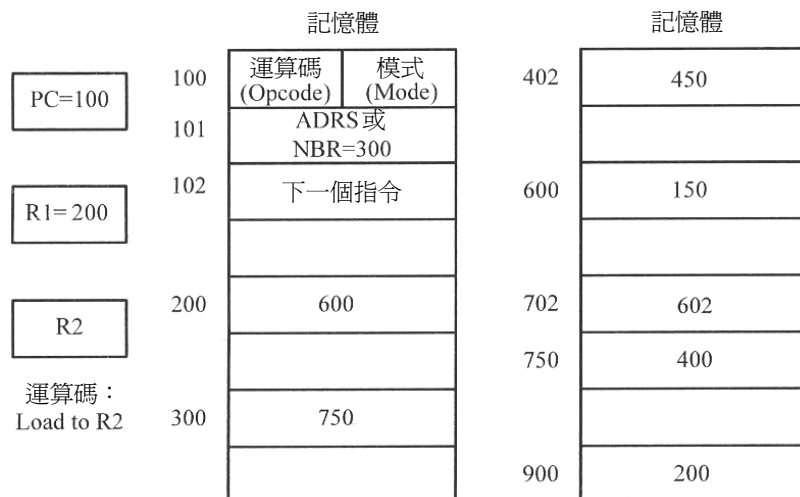 記憶體
記憶體
PC=100
R1=200
R2
運算碼：
Load to R2
100
運算碼
(Opcode)
模式
(Mode)
101
ADRS或
NBR=300
102
下一個指令
200
600
300
750
402
450
600
150
702
602
750
400
900
200